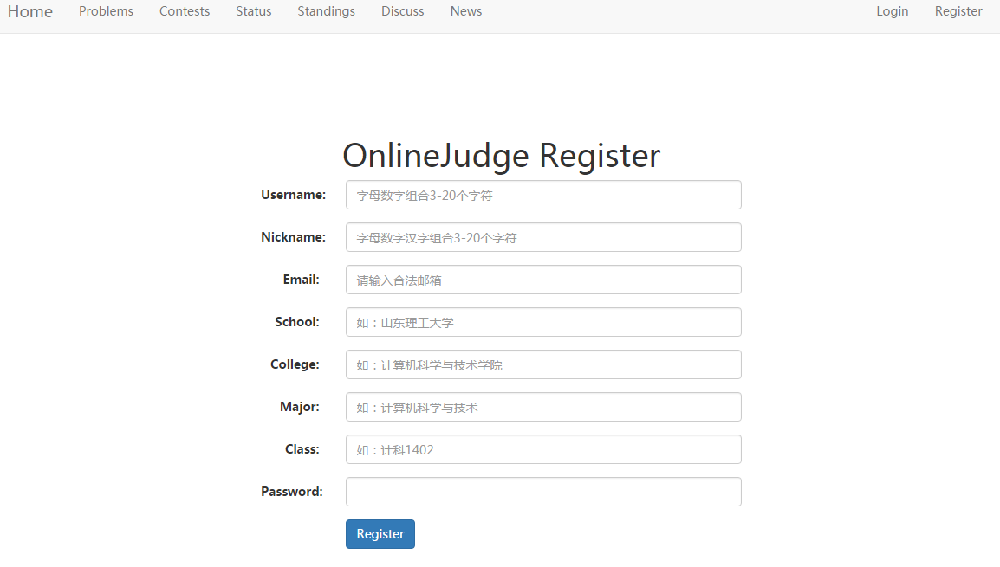 Home Problems Contests Status Standings Discuss News Login Register
OnlineJudge Register
Username: 字母数字组合3-20个字符
Nickname: 字母数字汉字组合3-20个字符
Email: 请输入合法邮箱
School: 如：山东理工大学
College: 如：计算机科学与技术学院
Major: 如：计算机科学与技术
Class: 如：计科1402
Password:
Register